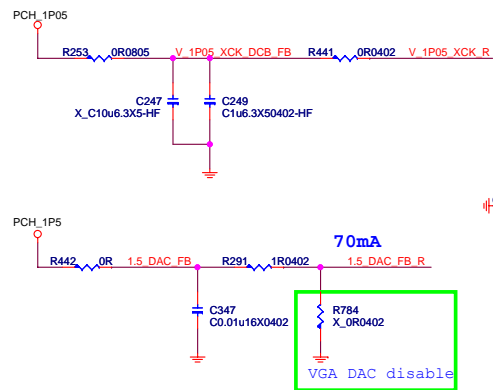 PCH_1P05
R253 0R0805 V_1P05_XCK_DCB_FB R441 0R0402 V_1P05_XCK_R
C247 C249
X_C10u6.3X5-HF C1u6.3X50402-HF
PCH_1P5
70mA
R442 0R 1.5_DAC_FB R291 1R0402 1.5_DAC_FB_R
C347 R784
C0.01u16X0402 X_0R0402
VGA DAC disable